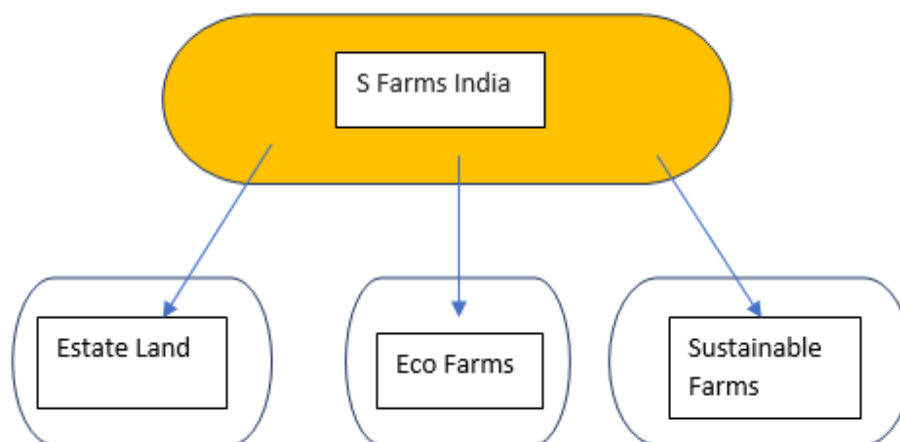 S Farms India
Estate Land
Eco Farms
Sustainable
Farms